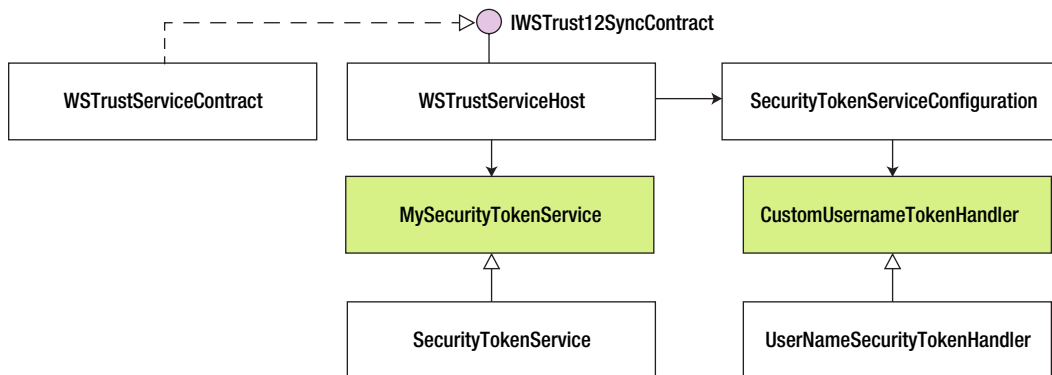 IWSTrust12SyncContract
WSTrustServiceContract
WSTrustServiceHost
SecurityTokenServiceConfiguration
MySecurityTokenService
CustomUsernameTokenHandler
SecurityTokenService
UserNameSecurityTokenHandler